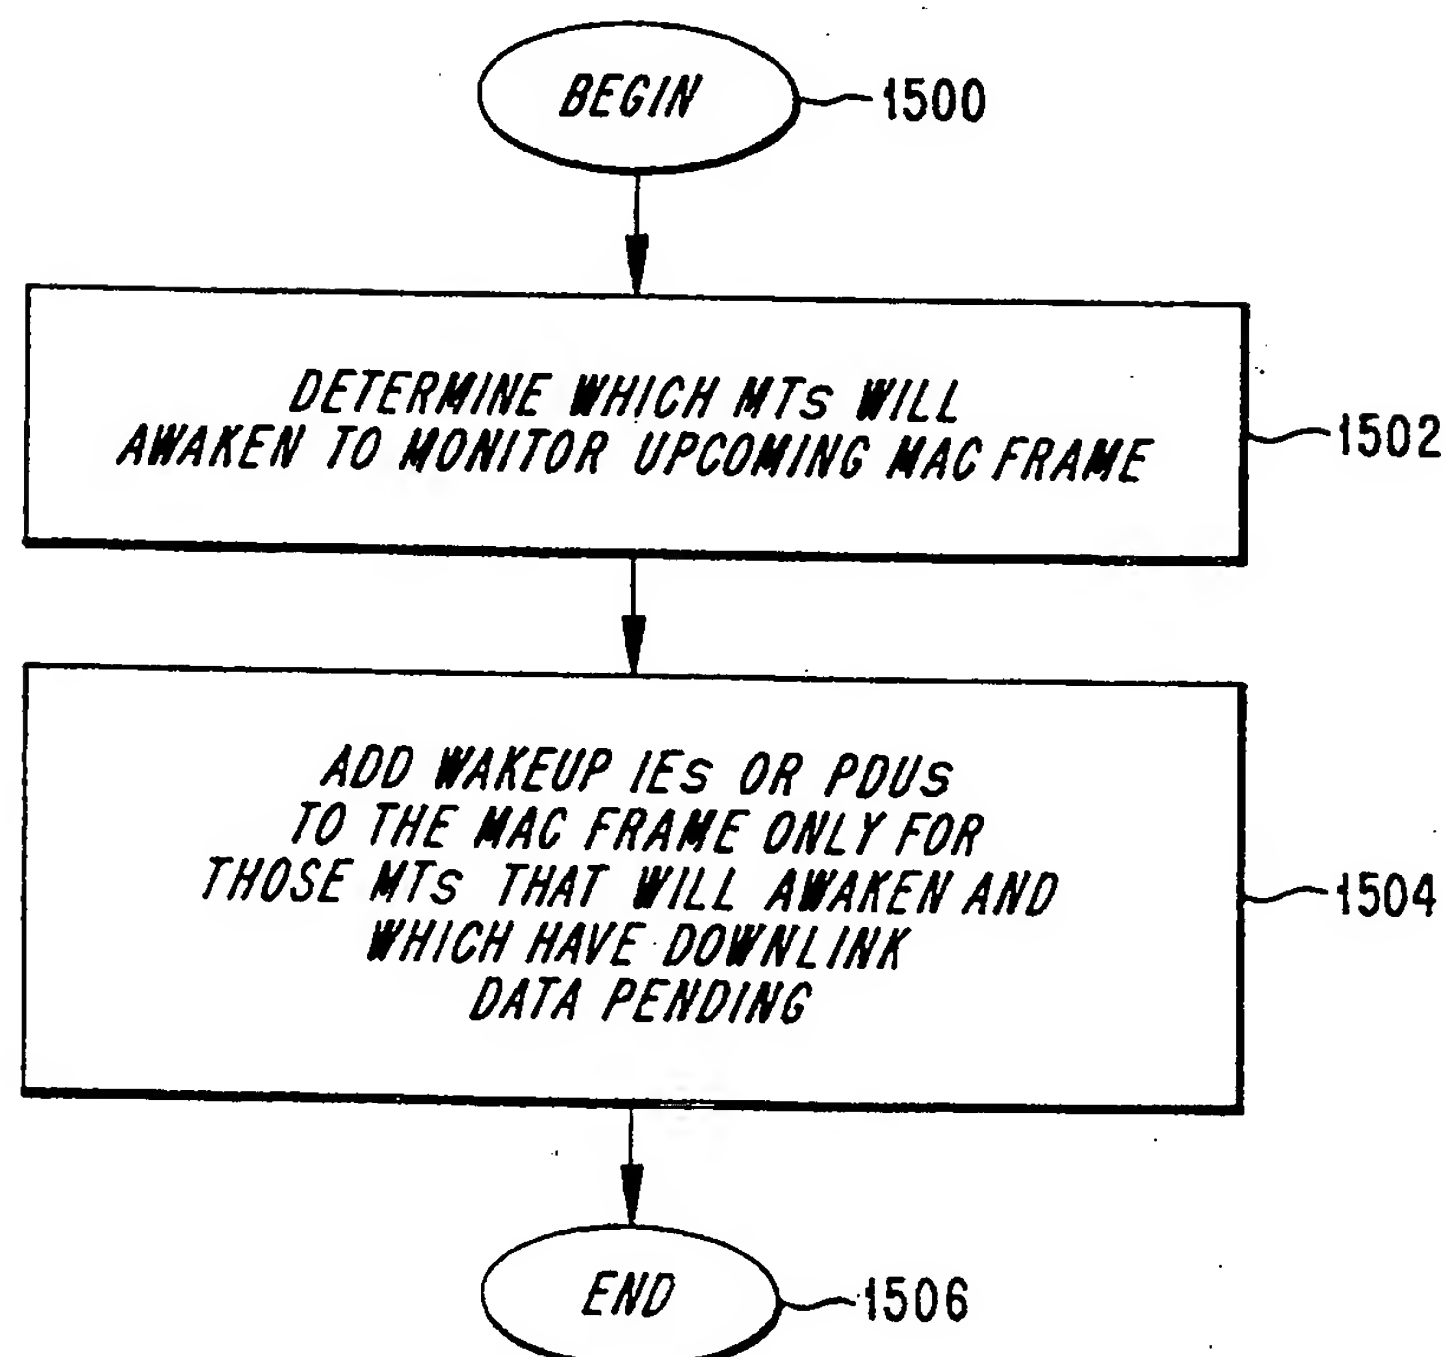 BEGIN
1500
DETERMINE WHICH MTs WILL
AWAKEN TO MONITOR UPCOMING MAC FRAME
1502
ADD WAKEUP IEs OR PDUs
TO THE MAC FRAME ONLY FOR
THOSE MTs THAT WILL AWAKEN AND
WHICH HAVE DOWNLINK
DATA PENDING
1504
END
1506